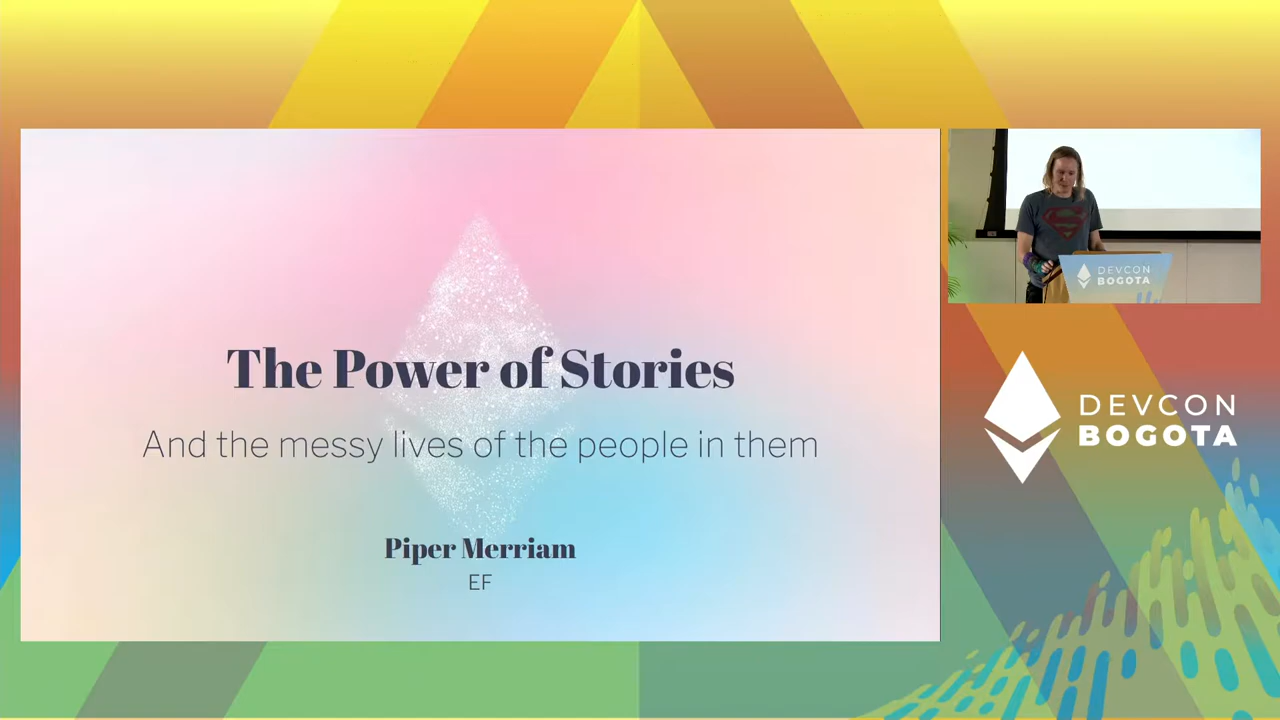 The Power of Stories
And the messy lives of the people in them
Piper Merriam
EF
DEVCON
BOGOTA
DEVCON
BOGOTA